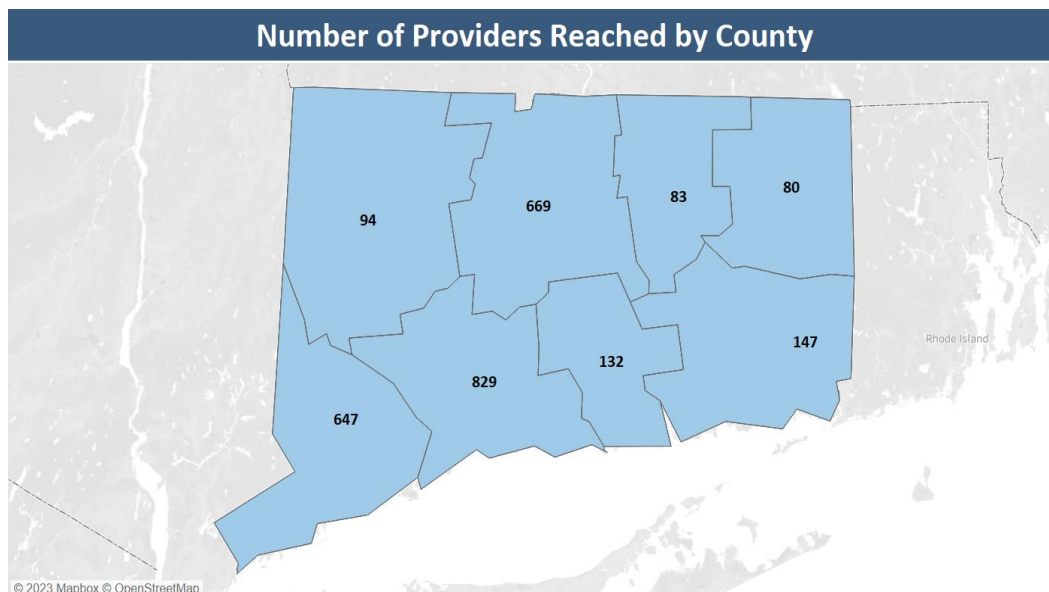 Number of Providers Reached by County
94
669
83
80
647
829
132
147
Rhode Island
© 2023 Mapbox © OpenStreetMap